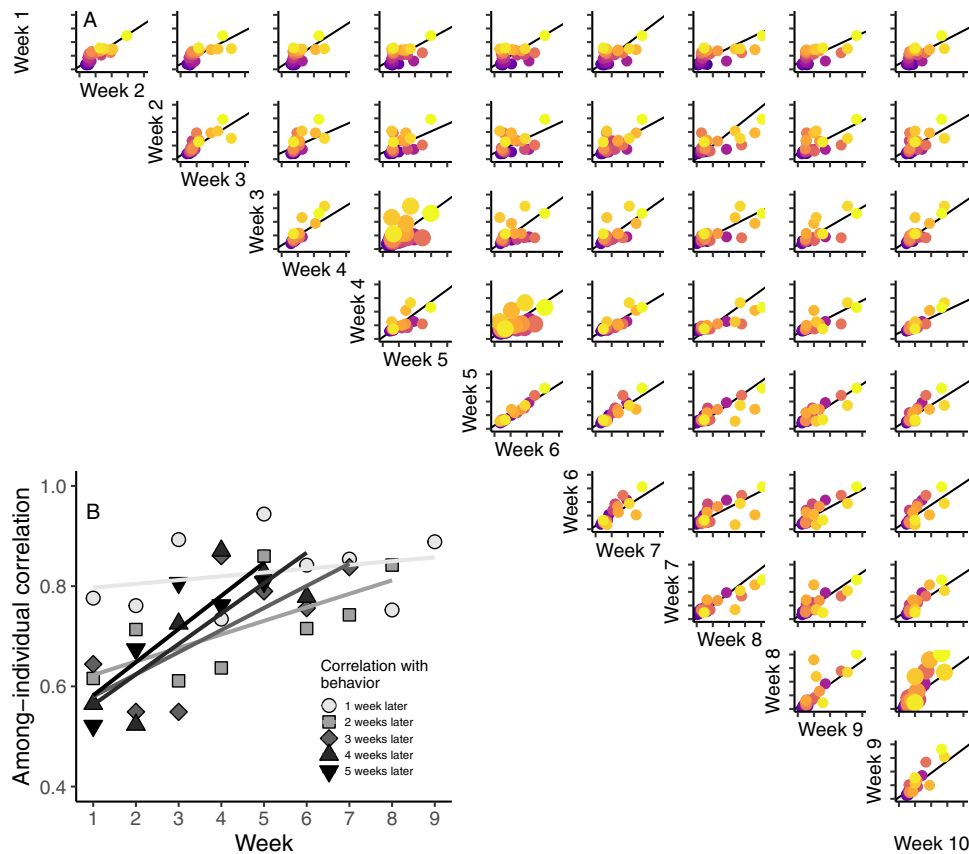 A
Week 1
Week 2
Week 2
Week 3
Week 3
Week 4
Week 4
Week 5
Week 5
Week 6
Week 6
Week 7
Week 7
Week 8
Week 8
Week 9
Week 9
Week 10
B
Among−individual correlation
1.0
0.8
0.6
0.4
Correlation with
behavior
1 week later
2 weeks later
3 weeks later
4 weeks later
5 weeks later
1 2 3 4 5 6 7 8 9
Week